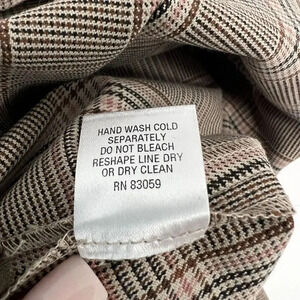 HAND WASH COLD
SEPARATELY
DO NOT BLEACH
RESHAPE LINE DRY
OR DRY CLEAN
RN 83059